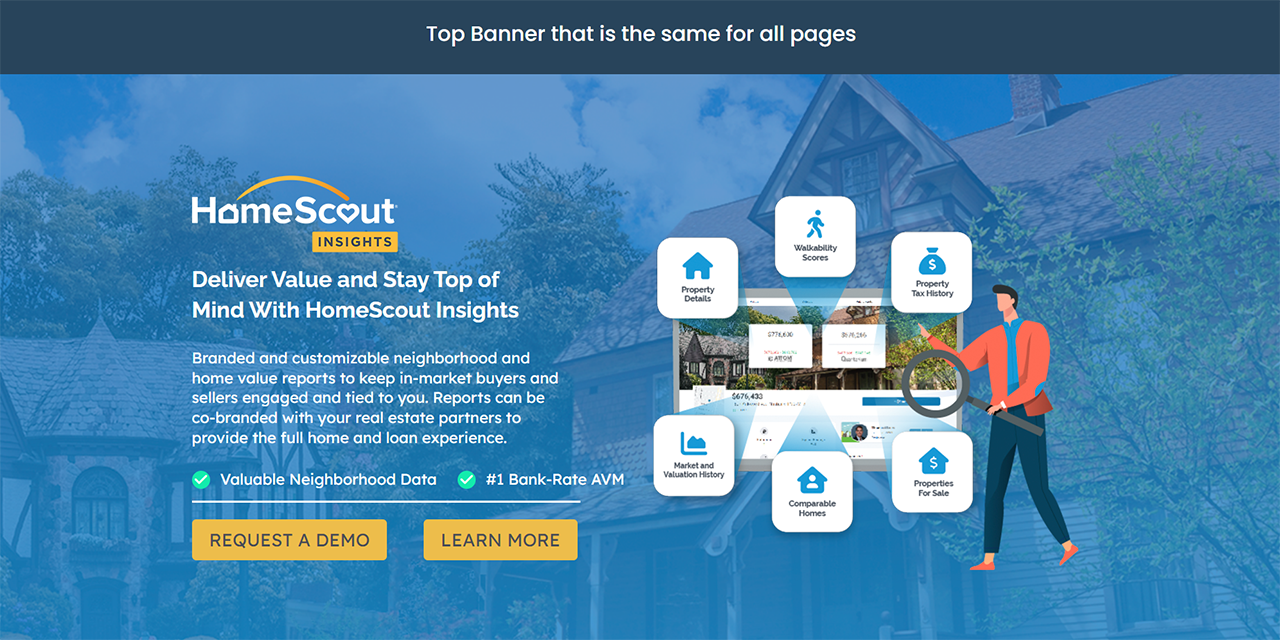 Top Banner that is the same for all pages
HomeScout
INSIGHTS
Deliver Value and Stay Top of
Mind With HomeScout Insights
Branded and customizable neighborhood and
home value reports to keep in-market buyers and
sellers engaged and tied to you. Reports can be
co-branded with your real estate partners to
provide the full home and loan experience.
Valuable Neighborhood Data
#1 Bank-Rate AVM
REQUEST A DEMO
LEARN MORE
Property
Details
Walkability
Scores
Property
Tax History
$676,433
Market and
Valuation History
Comparable
Homes
Properties
For Sale